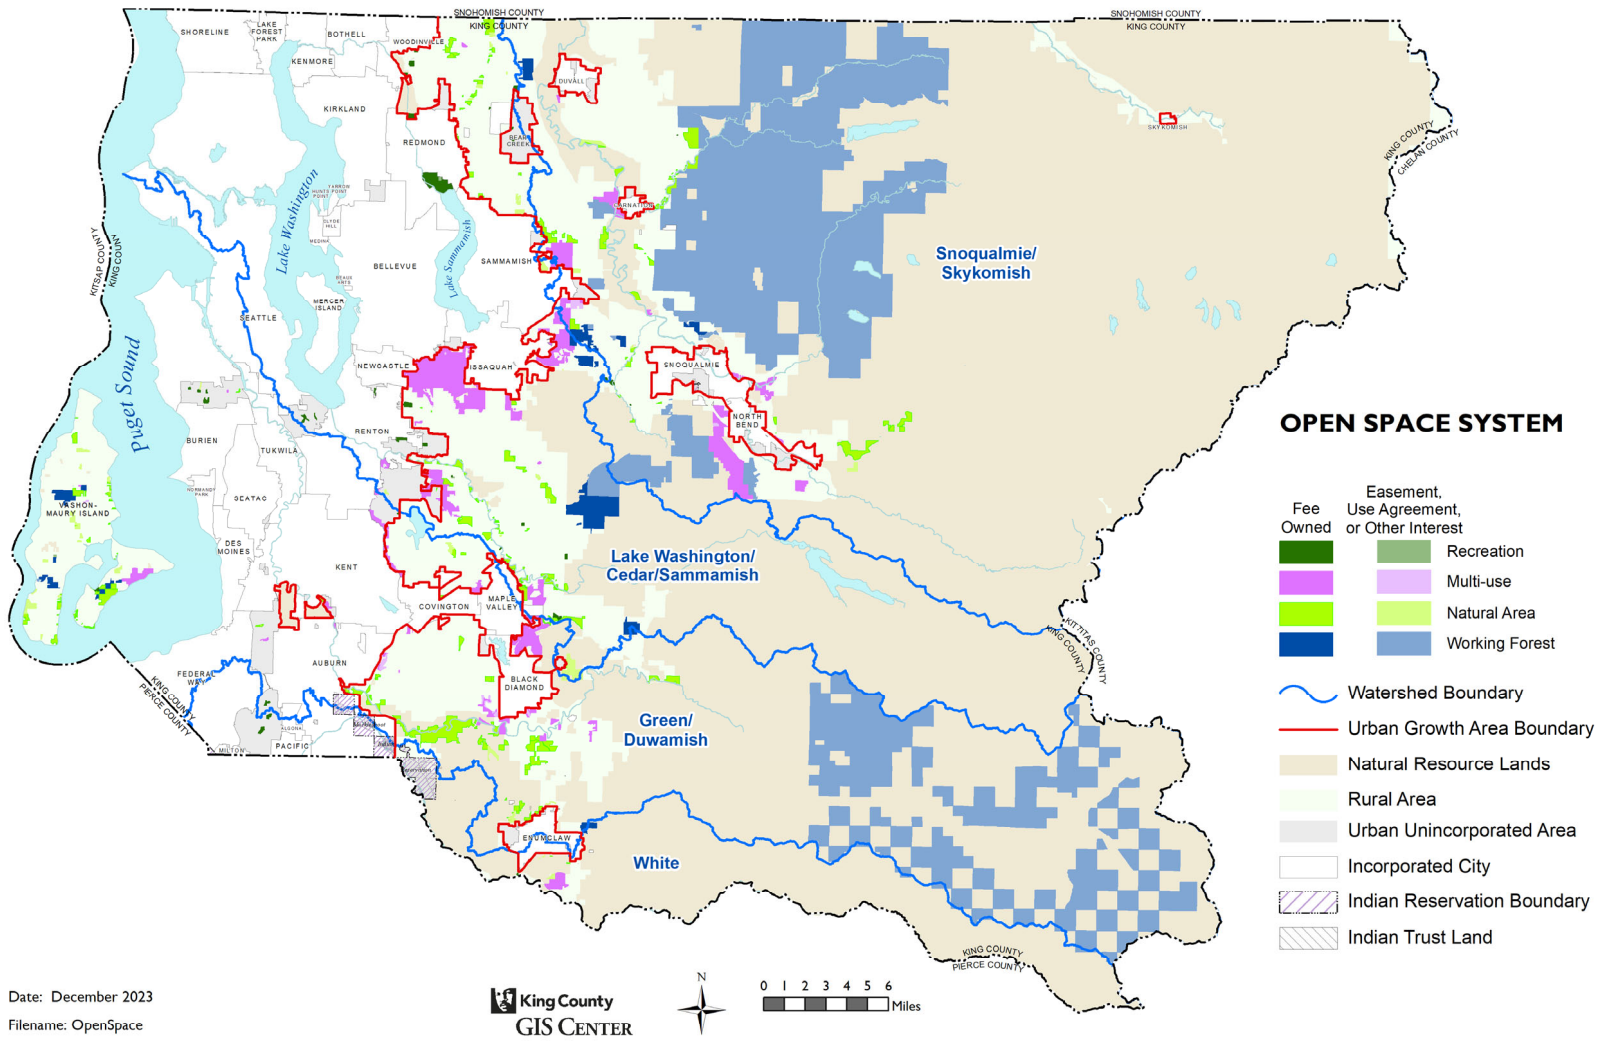 SNOHOMISH COUNTY
KING COUNTY
SNOHOMISH COUNTY
KING COUNTY
SHORELINE
LAKE
FOREST
PARK
BOTHELL
WOODINVILLE
KENMORE
DUVALL
KIRKLAND
REDMOND
BEAR
CREEK
SKYKOMISH
KING COUNTY
CHELAN COUNTY
Lake Washington
YARROW
POINT
HUNTS
POINT
CLYDE
HILL
MEDINA
CARNATION
KITSAP COUNTY
KING COUNTY
Lake Sammamish
SAMMAMISH
BELLEVUE
BEAUX
ARTS
MERCER
ISLAND
SEATTLE
Snoqualmie/
Skykomish
Puget Sound
NEWCASTLE
ISSAQUAH
SNOQUALMIE
NORTH
BEND
BURIEN
RENTON
TUKWILA
NORMANDY
PARK
SEATAC
VASHON-
MAURY ISLAND
DES
MOINES
KENT
Lake Washington/
Cedar/Sammamish
COVINGTON
MAPLE
VALLEY
KITTITAS COUNTY
KING COUNTY
AUBURN
FEDERAL
WAY
BLACK
DIAMOND
KING COUNTY
PIERCE COUNTY
Green/
Duwamish
ALGONA
MILTON
PACIFIC
ENUMCLAW
White
KING COUNTY
PIERCE COUNTY
OPEN SPACE SYSTEM
Fee
Owned
Easement,
Use Agreement,
or Other Interest
Recreation
Multi-use
Natural Area
Working Forest
Watershed Boundary
Urban Growth Area Boundary
Natural Resource Lands
Rural Area
Urban Unincorporated Area
Incorporated City
Indian Reservation Boundary
Indian Trust Land
Date: December 2023
Filename: OpenSpace
King County
GIS CENTER
N
0 1 2 3 4 5 6
Miles